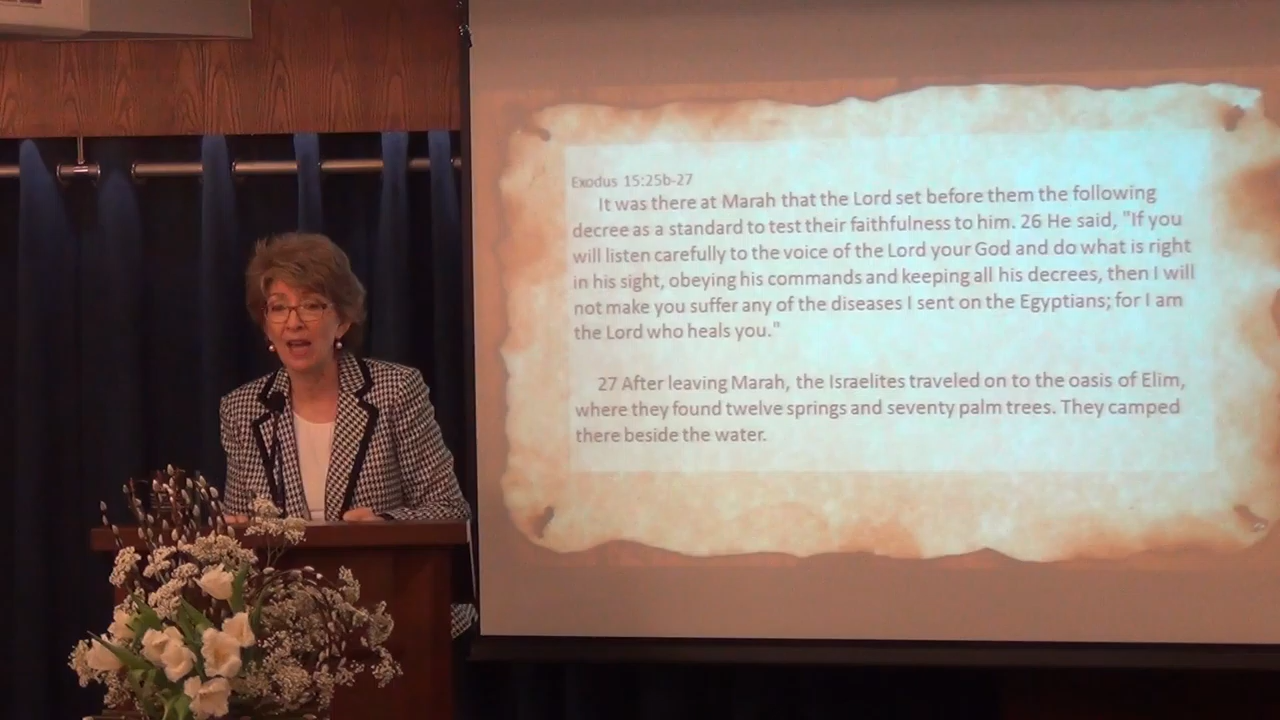 Exodus 15:25b-27
It was there at Marah that the Lord set before them the following
decree as a standard to test their faithfulness to him. 26 He said, "If you
will listen carefully to the voice of the Lord your God and do what is right
in his sight, obeying his commands and keeping all his decrees, then I will
not make you suffer any of the diseases I sent on the Egyptians; for I am
the Lord who heals you."
27 After leaving Marah, the Israelites traveled on to the oasis of Elim,
where they found twelve springs and seventy palm trees. They camped
there beside the water.